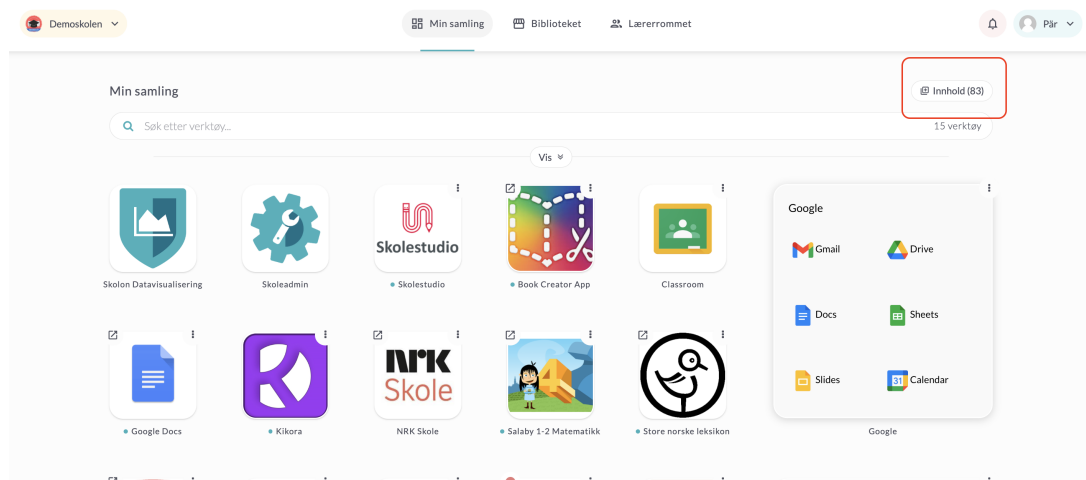 Demoskolen
Min samling
Biblioteket
Lærerrommet
Pär
Min samling
Innhold (83)
Søk etter verktøy...
15 verktøy
Vis
Skolestudio
Google
Gmail
Drive
Docs
Sheets
Slides
31
Calendar
Skolon Datavisualisering
Skoleadmin
Skolestudio
Book Creator App
Classroom
NRK
Skole
4
Google Docs
Kikora
NRK Skole
Salaby 1-2 Matematikk
Store norske leksikon
Google